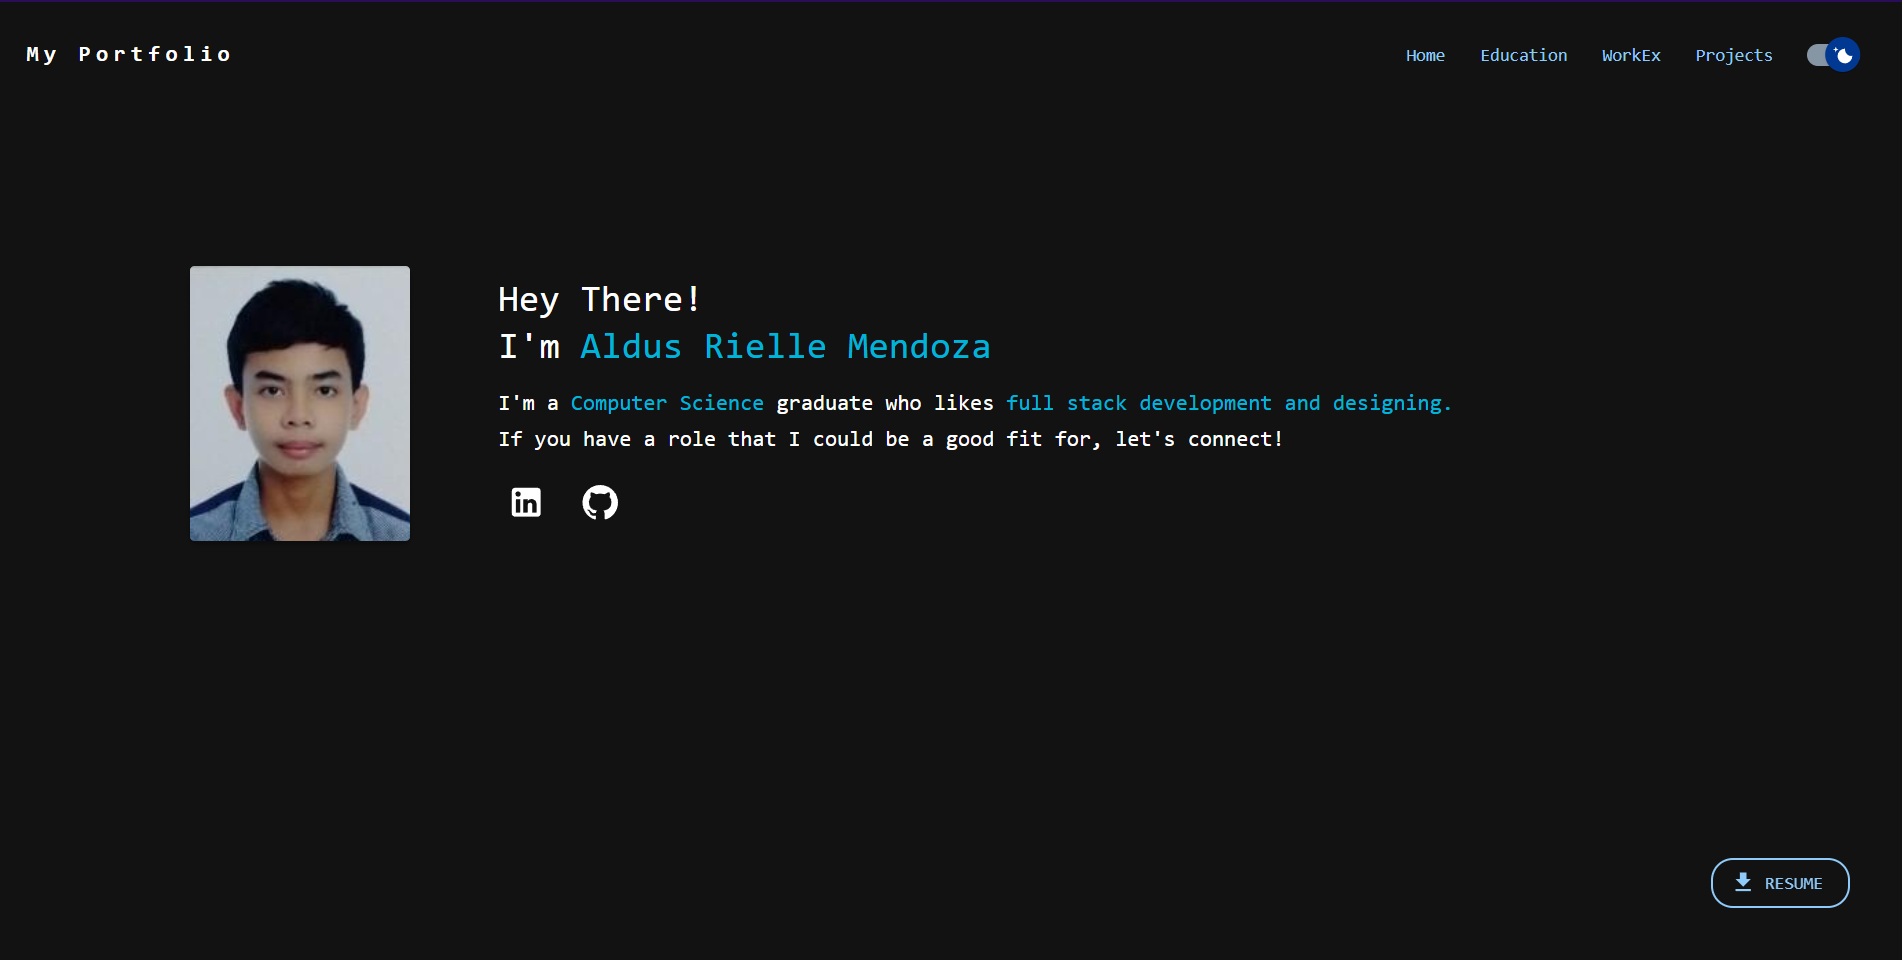 My Portfolio
Home Education WorkEx Projects
Hey There!
I'm Aldus Rielle Mendoza
I'm a Computer Science graduate who likes full stack development and designing.
If you have a role that I could be a good fit for, let's connect!
in
RESUME